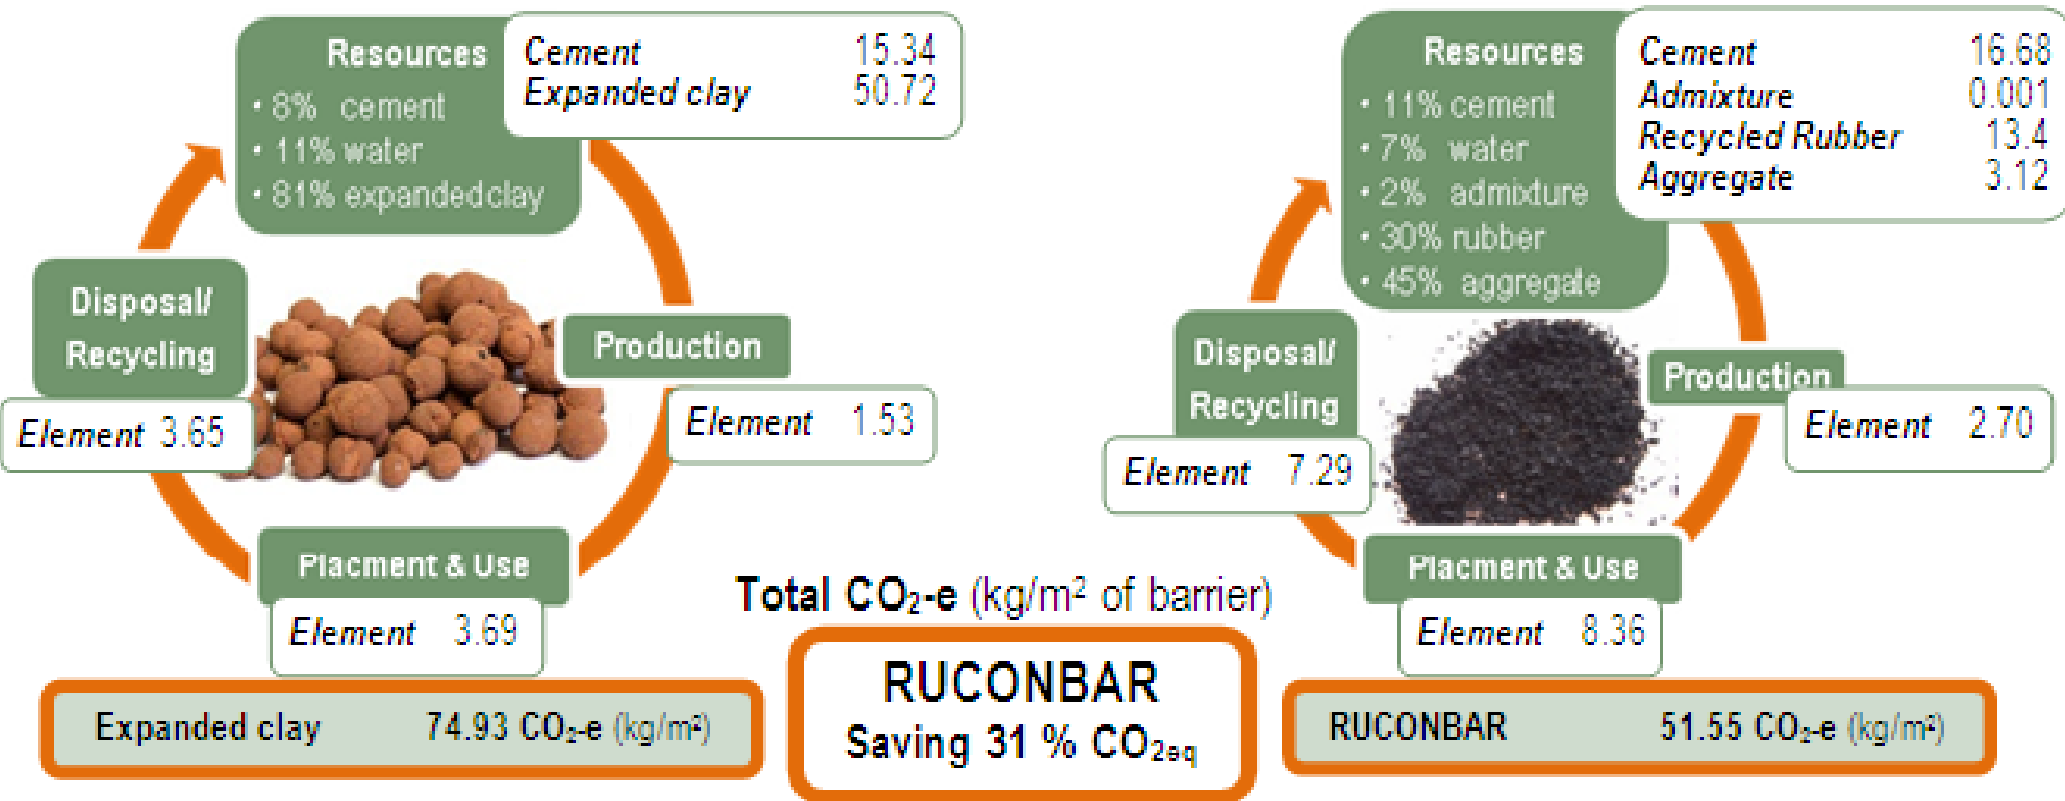 Resources
• 8% cement
• 11% water
• 81% expanded clay
Cement 15.34
Expanded clay 50.72
Disposal/
Recycling
Element 3.65
Production
Element 1.53
Placment & Use
Element 3.69
Expanded clay 74.93 CO₂-e (kg/m²)
Total CO₂-e (kg/m² of barrier)
RUCONBAR
Saving 31 % CO₂eq
Resources
• 11% cement
• 7% water
• 2% admixture
• 30% rubber
• 45% aggregate
Cement 16.68
Admixture 0.001
Recycled Rubber 13.4
Aggregate 3.12
Disposal/
Recycling
Element 7.29
Production
Element 2.70
Placment & Use
Element 8.36
RUCONBAR 51.55 CO₂-e (kg/m²)